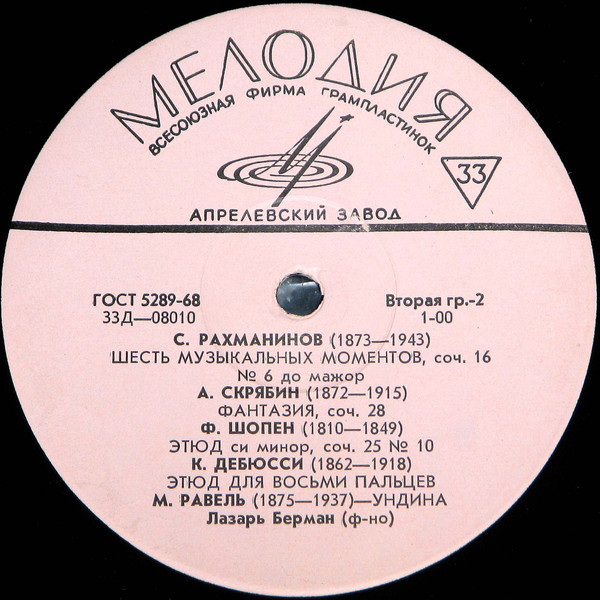 МЕЛОДИЯ
ВСЕСОЮЗНАЯ ФИРМА ГРАМПЛАСТИНОК
33
АПРЕЛЕВСКИЙ ЗАВОД
ГОСТ 5289-68
Вторая гр.-2
33Д—08010
1-00
С. РАХМАНИНОВ (1873—1943)
ШЕСТЬ МУЗЫКАЛЬНЫХ МОМЕНТОВ, соч. 16
№ 6 до мажор
А. СКРЯБИН (1872—1915)
ФАНТАЗИЯ, соч. 28
Ф. ШОПЕН (1810—1849)
ЭТЮД си минор, соч. 25 № 10
К. ДЕБЮССИ (1862—1918)
ЭТЮД ДЛЯ ВОСЬМИ ПАЛЬЦЕВ
М. РАВЕЛЬ (1875—1937)—УНДИНА
Лазарь Берман (ф-но)